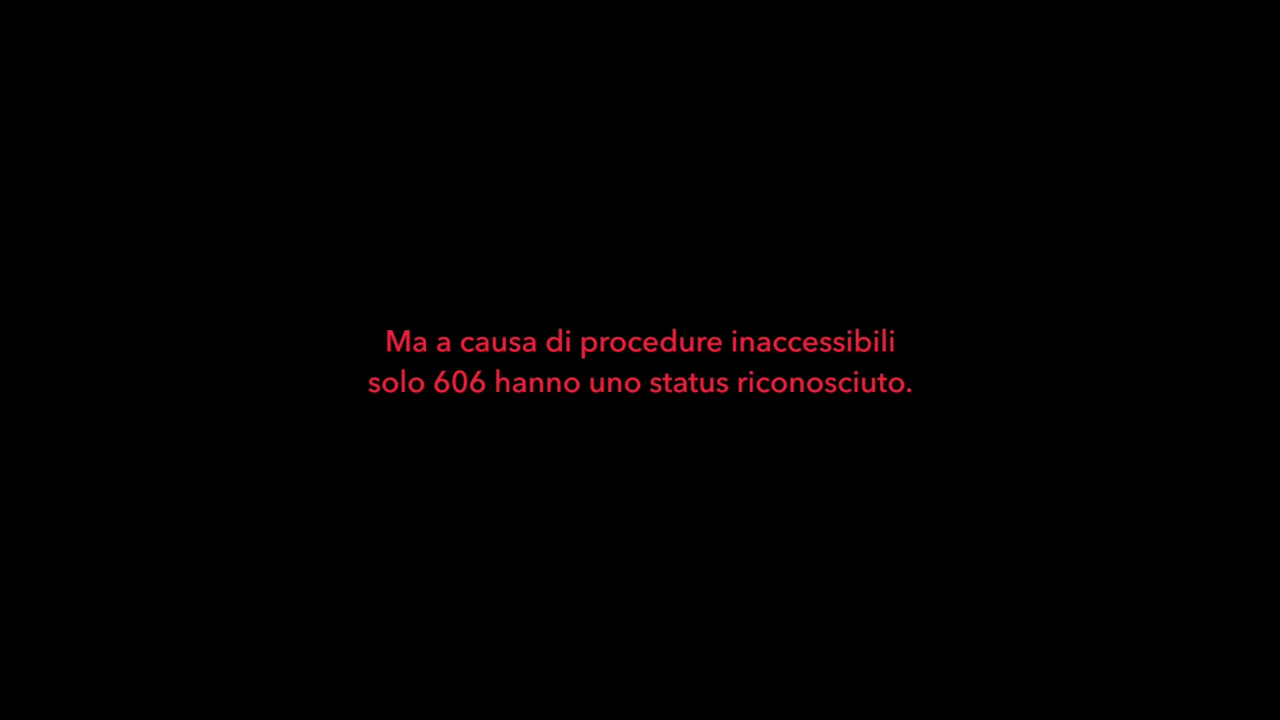 Ma a causa di procedure inaccessibili
solo 606 hanno uno status riconosciuto.